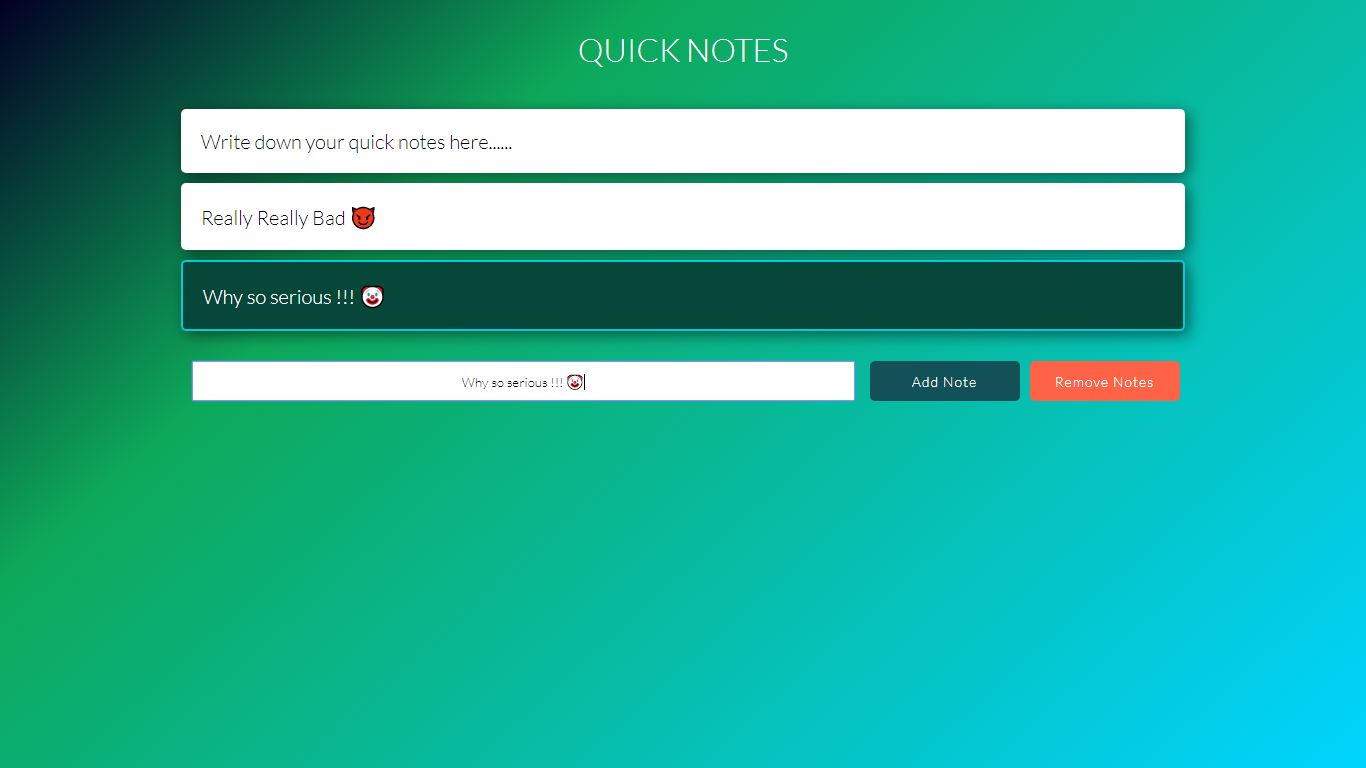 QUICK NOTES
Write down your quick notes here......
Really Really Bad 😈
Why so serious !!! 🤡
Why so serious !!! 🤡
Add Note
Remove Notes